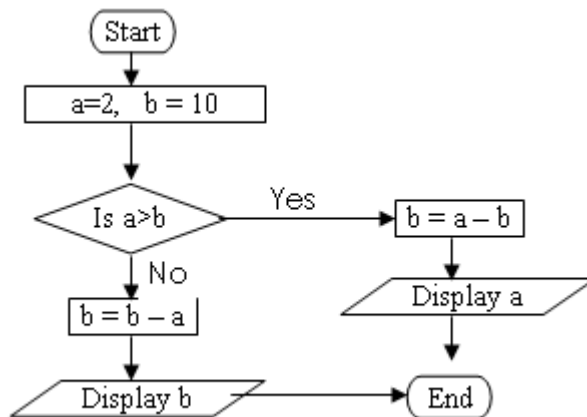 Start
a=2, b = 10
Is a>b
Yes
b = a – b
No
Display a
b = b – a
Display b
End